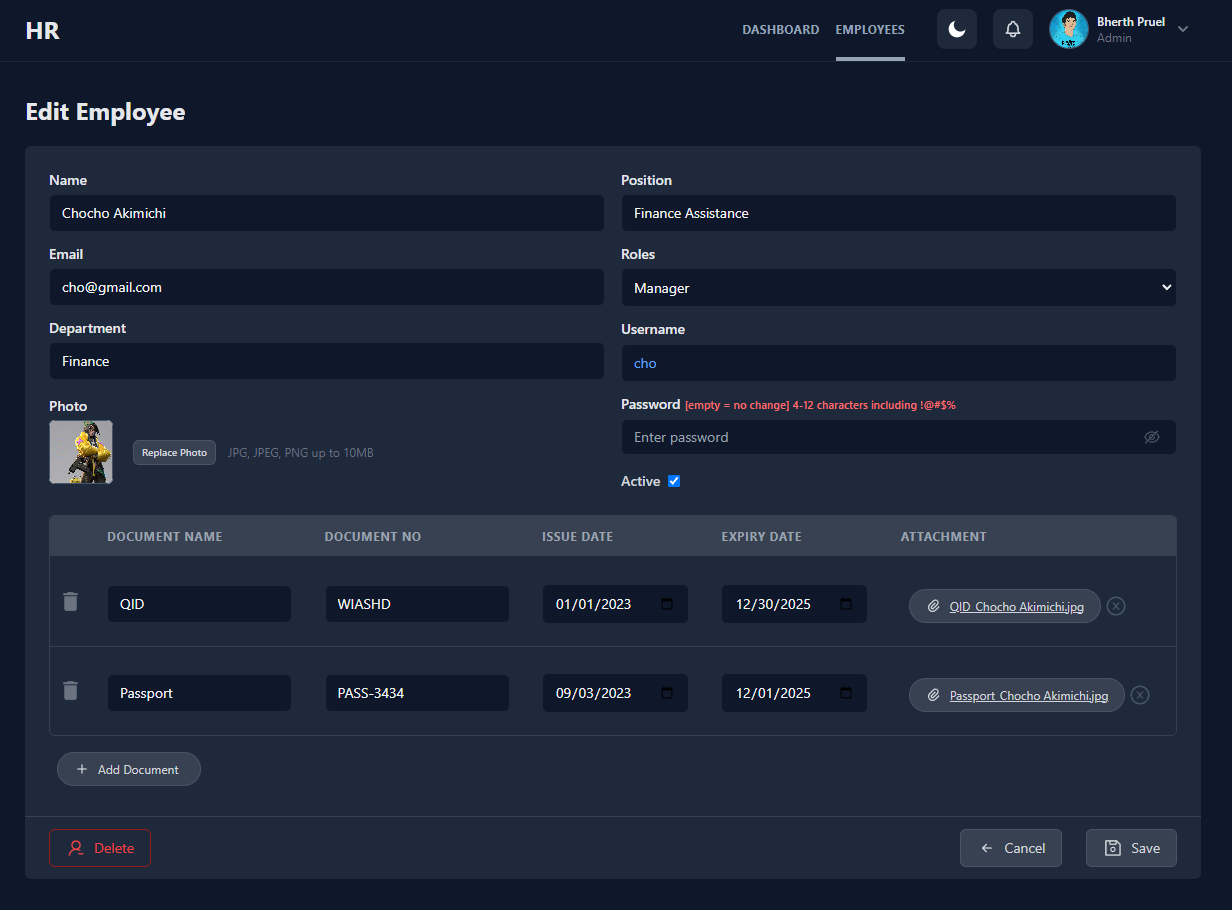 HR
DASHBOARD EMPLOYEES
Bherth Pruel
Admin
Edit Employee
Name
Chocho Akimichi
Position
Finance Assistance
Email
cho@gmail.com
Roles
Manager
Department
Finance
Username
cho
Photo
Replace Photo JPG, JPEG, PNG up to 10MB
Password [empty = no change] 4-12 characters including !@#$%
Enter password
Active
DOCUMENT NAME DOCUMENT NO ISSUE DATE EXPIRY DATE ATTACHMENT
QID WIASHD 01/01/2023 12/30/2025 QID_Chocho Akimichi.jpg
Passport PASS-3434 09/03/2023 12/01/2025 Passport_Chocho Akimichi.jpg
+ Add Document
Delete
← Cancel
Save